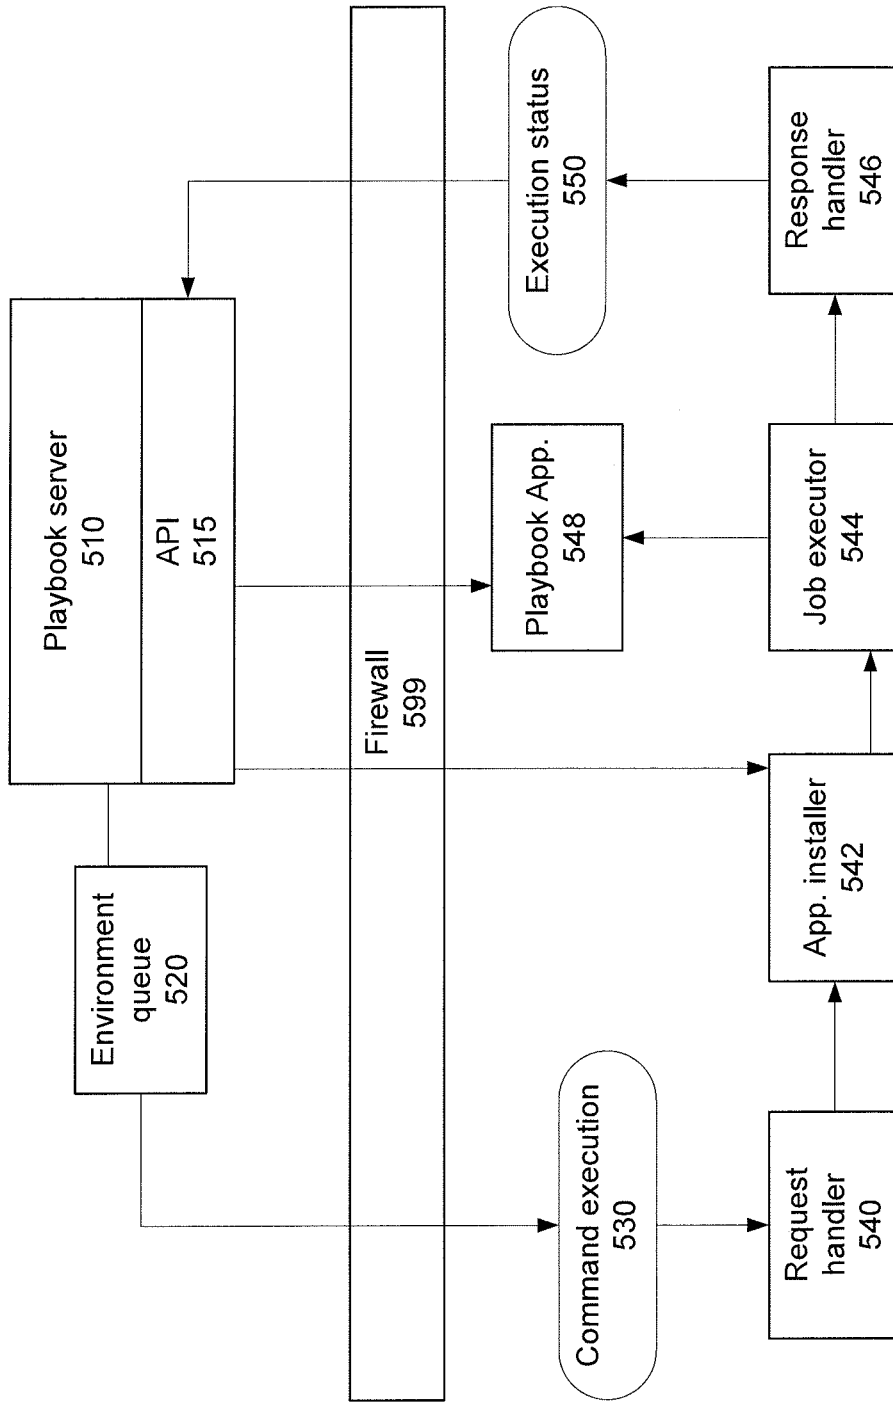 Playbook server
510
API
515
Environment
queue
520
Firewall
599
Command execution
530
Playbook App.
548
Execution status
550
Request
handler
540
App. installer
542
Job executor
544
Response
handler
546